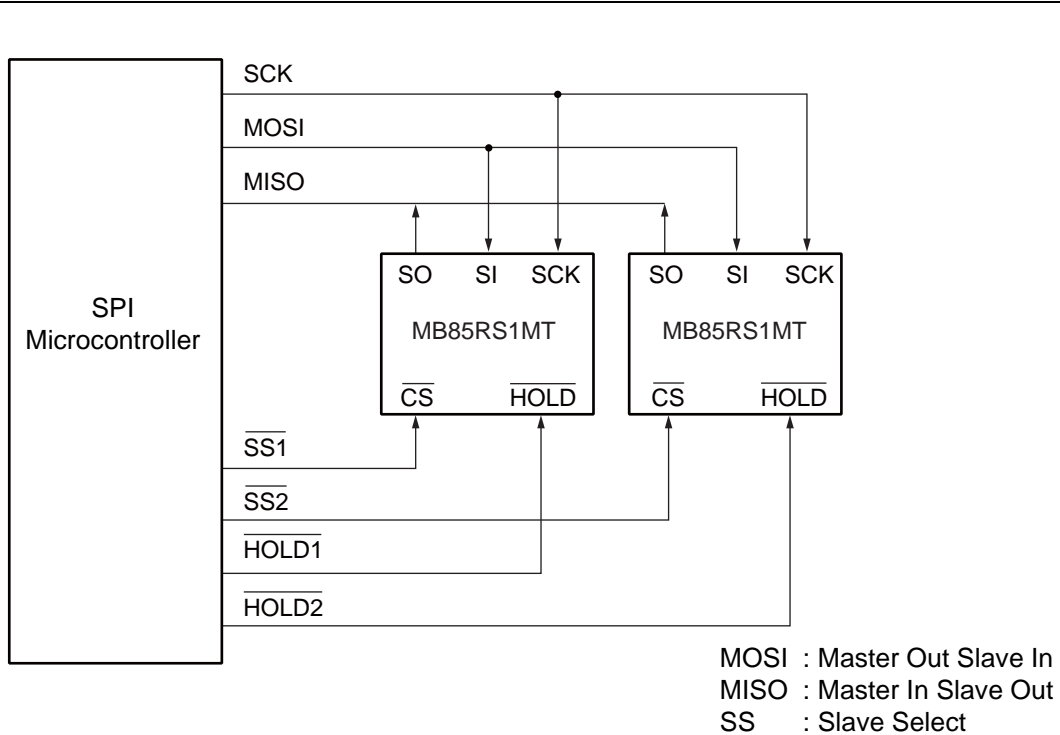 SCK
MOSI
MISO
SPI
Microcontroller
SO SI SCK
MB85RS1MT
CS HOLD
SO SI SCK
MB85RS1MT
CS HOLD
SS1
SS2
HOLD1
HOLD2
MOSI : Master Out Slave In
MISO : Master In Slave Out
SS : Slave Select